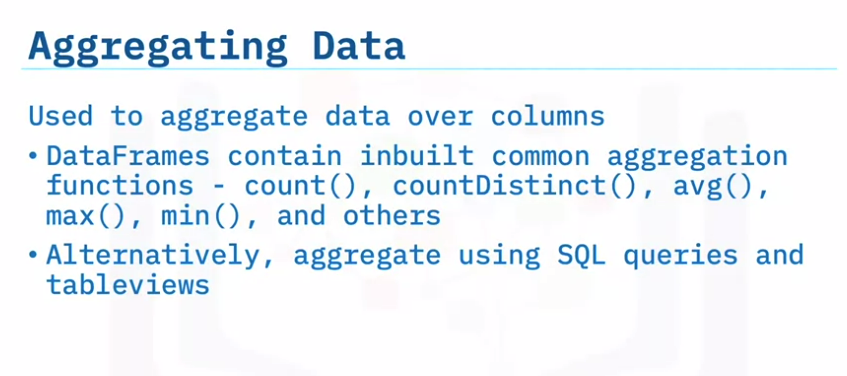 Aggregating Data
Used to aggregate data over columns
• DataFrames contain inbuilt common aggregation
functions - count(), countDistinct(), avg(),
max(), min(), and others
• Alternatively, aggregate using SQL queries and
tableviews